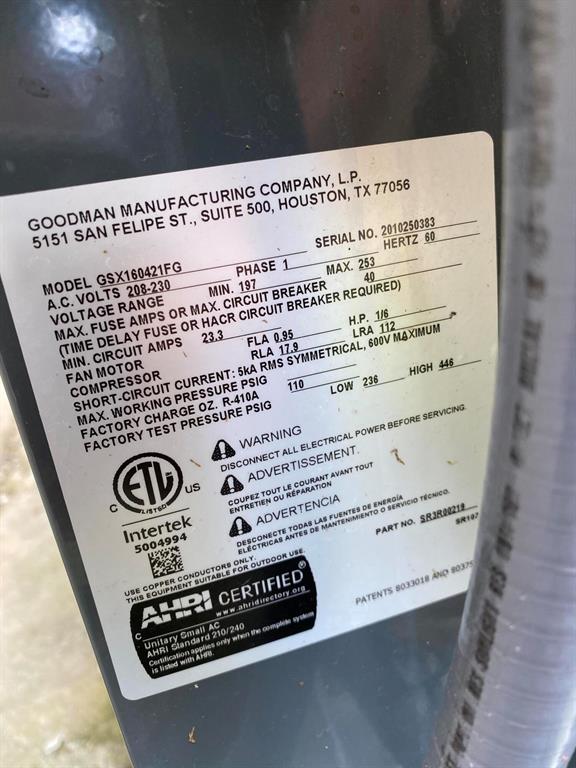 GOODMAN MANUFACTURING COMPANY, L.P.
5151 SAN FELIPE ST., SUITE 500, HOUSTON, TX 77056
MODEL GSX160421FG SERIAL NO. 2010250383
A.C. VOLTS 208-230 PHASE 1 HERTZ 60
VOLTAGE RANGE MIN. 197 MAX. 253
MAX. FUSE AMPS OR MAX. CIRCUIT BREAKER 40
(TIME DELAY FUSE OR HACR CIRCUIT BREAKER REQUIRED)
MIN. CIRCUIT AMPS 23.3
FAN MOTOR FLA 0.95 H.P. 1/6
COMPRESSOR RLA 17.9 LRA 112
SHORT-CIRCUIT CURRENT: 5kA RMS SYMMETRICAL, 600V MAXIMUM
MAX. WORKING PRESSURE PSIG
FACTORY CHARGE OZ. R-410A 110
FACTORY TEST PRESSURE PSIG LOW 236 HIGH 446
WARNING
DISCONNECT ALL ELECTRICAL POWER BEFORE SERVICING.
ADVERTISSEMENT.
COUPEZ TOUT LE COURANT AVANT TOUT
ENTRETIEN OU RÉPARATION
ADVERTENCIA
DESCONECTE TODAS LAS FUENTES DE ENERGÍA
ELÉCTRICAS ANTES DE MANTENIMIENTO O SERVICIO TÉCNICO.
C ETL US
LISTED
Intertek
5004994
PART NO. SR3R00219
SR107
USE COPPER CONDUCTORS ONLY.
THIS EQUIPMENT SUITABLE FOR OUTDOOR USE.
C AHRI CERTIFIED®
www.ahridirectory.org
Unitary Small AC
AHRI Standard 210/240
Certification applies only when the complete system
is listed with AHRI.
PATENTS 8033018 AND 80375